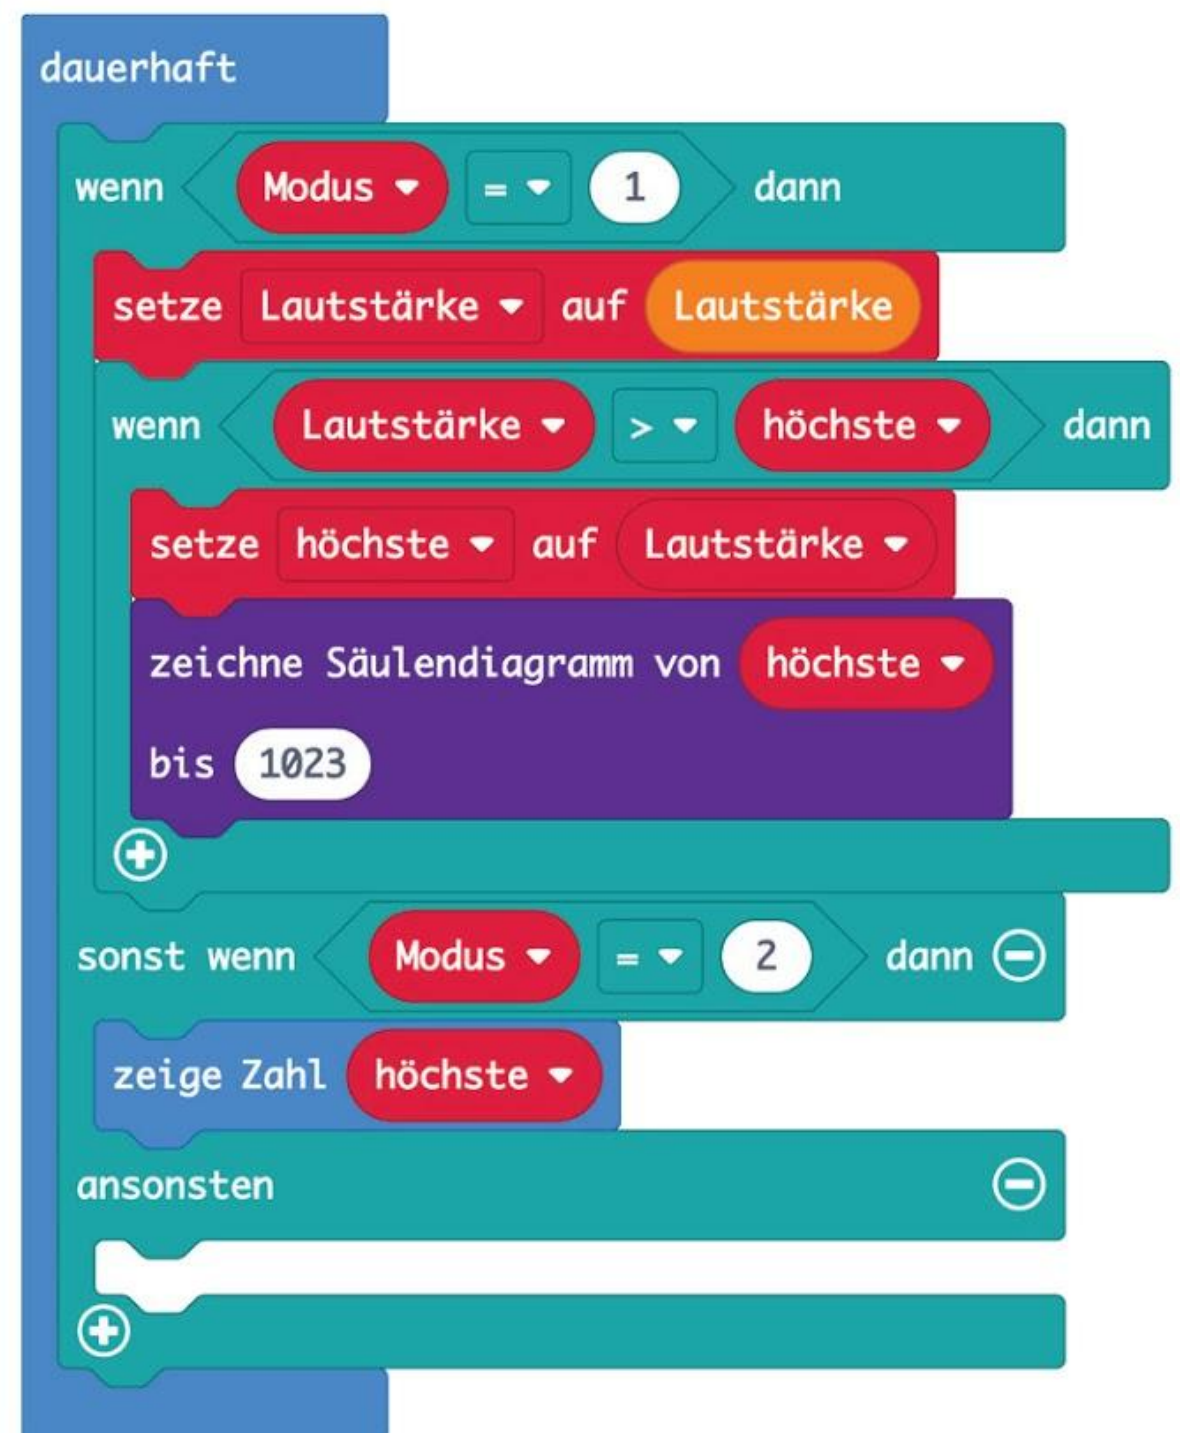 dauerhaft
wenn Modus = 1 dann
setze Lautstärke auf Lautstärke
wenn Lautstärke > höchste dann
setze höchste auf Lautstärke
zeichne Säulendiagramm von höchste
bis 1023
sonst wenn Modus = 2 dann
zeige Zahl höchste
ansonsten